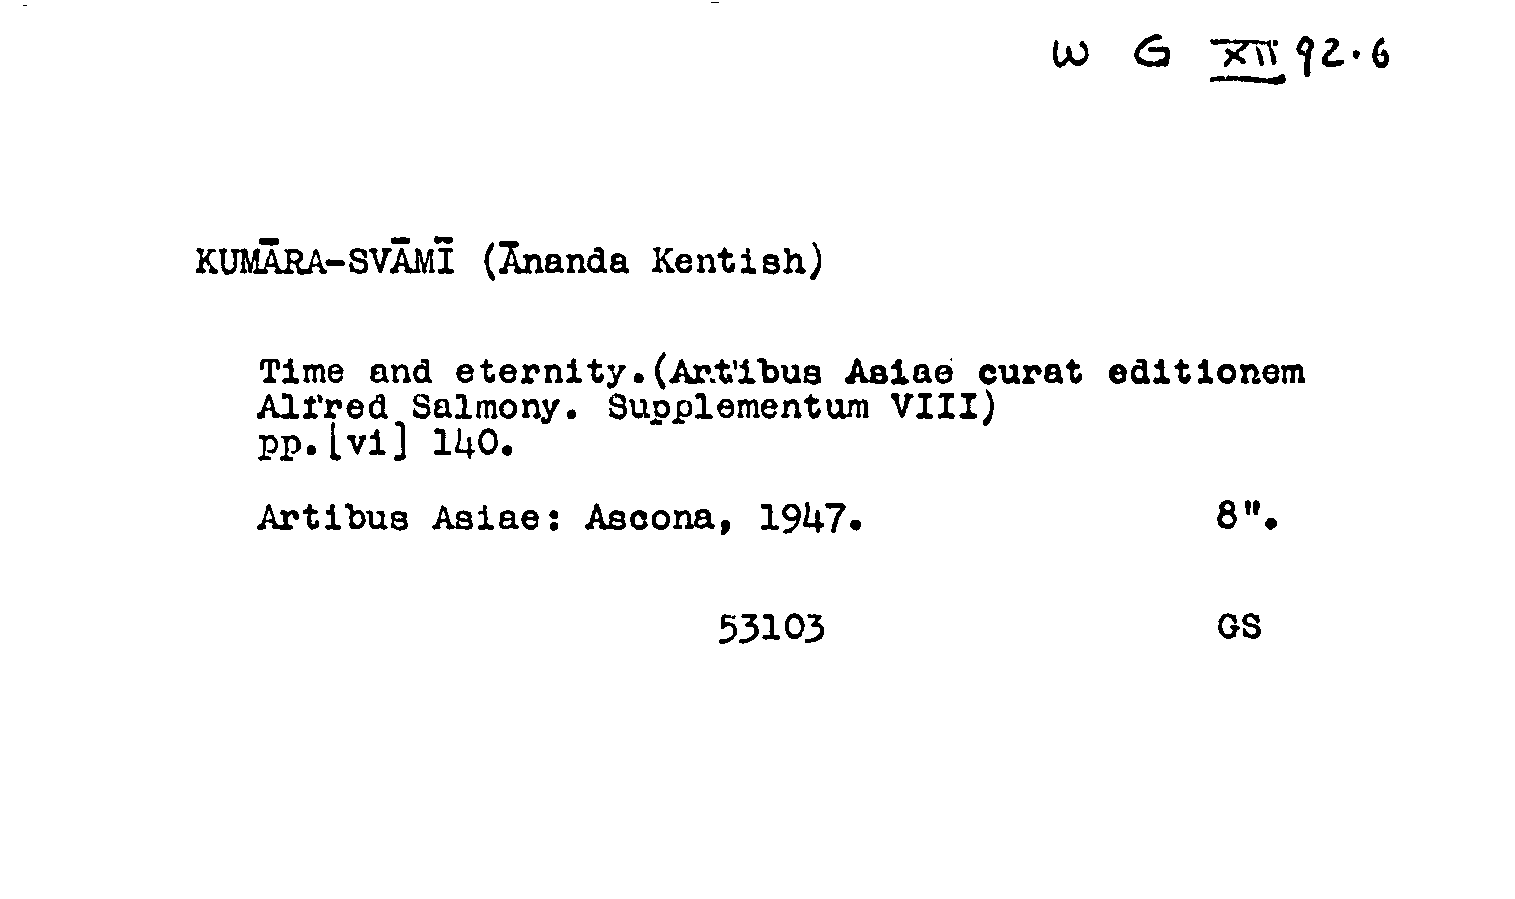 W G XII 92.6
KUMĀRA-SVĀMĪ (Ānanda Kentish)
Time and eternity.(Artibus Asiae curat editionem
Alfred Salmony. Supplementum VIII)
pp.[vi] 140.
Artibus Asiae: Ascona, 1947. 8".
53103 GS